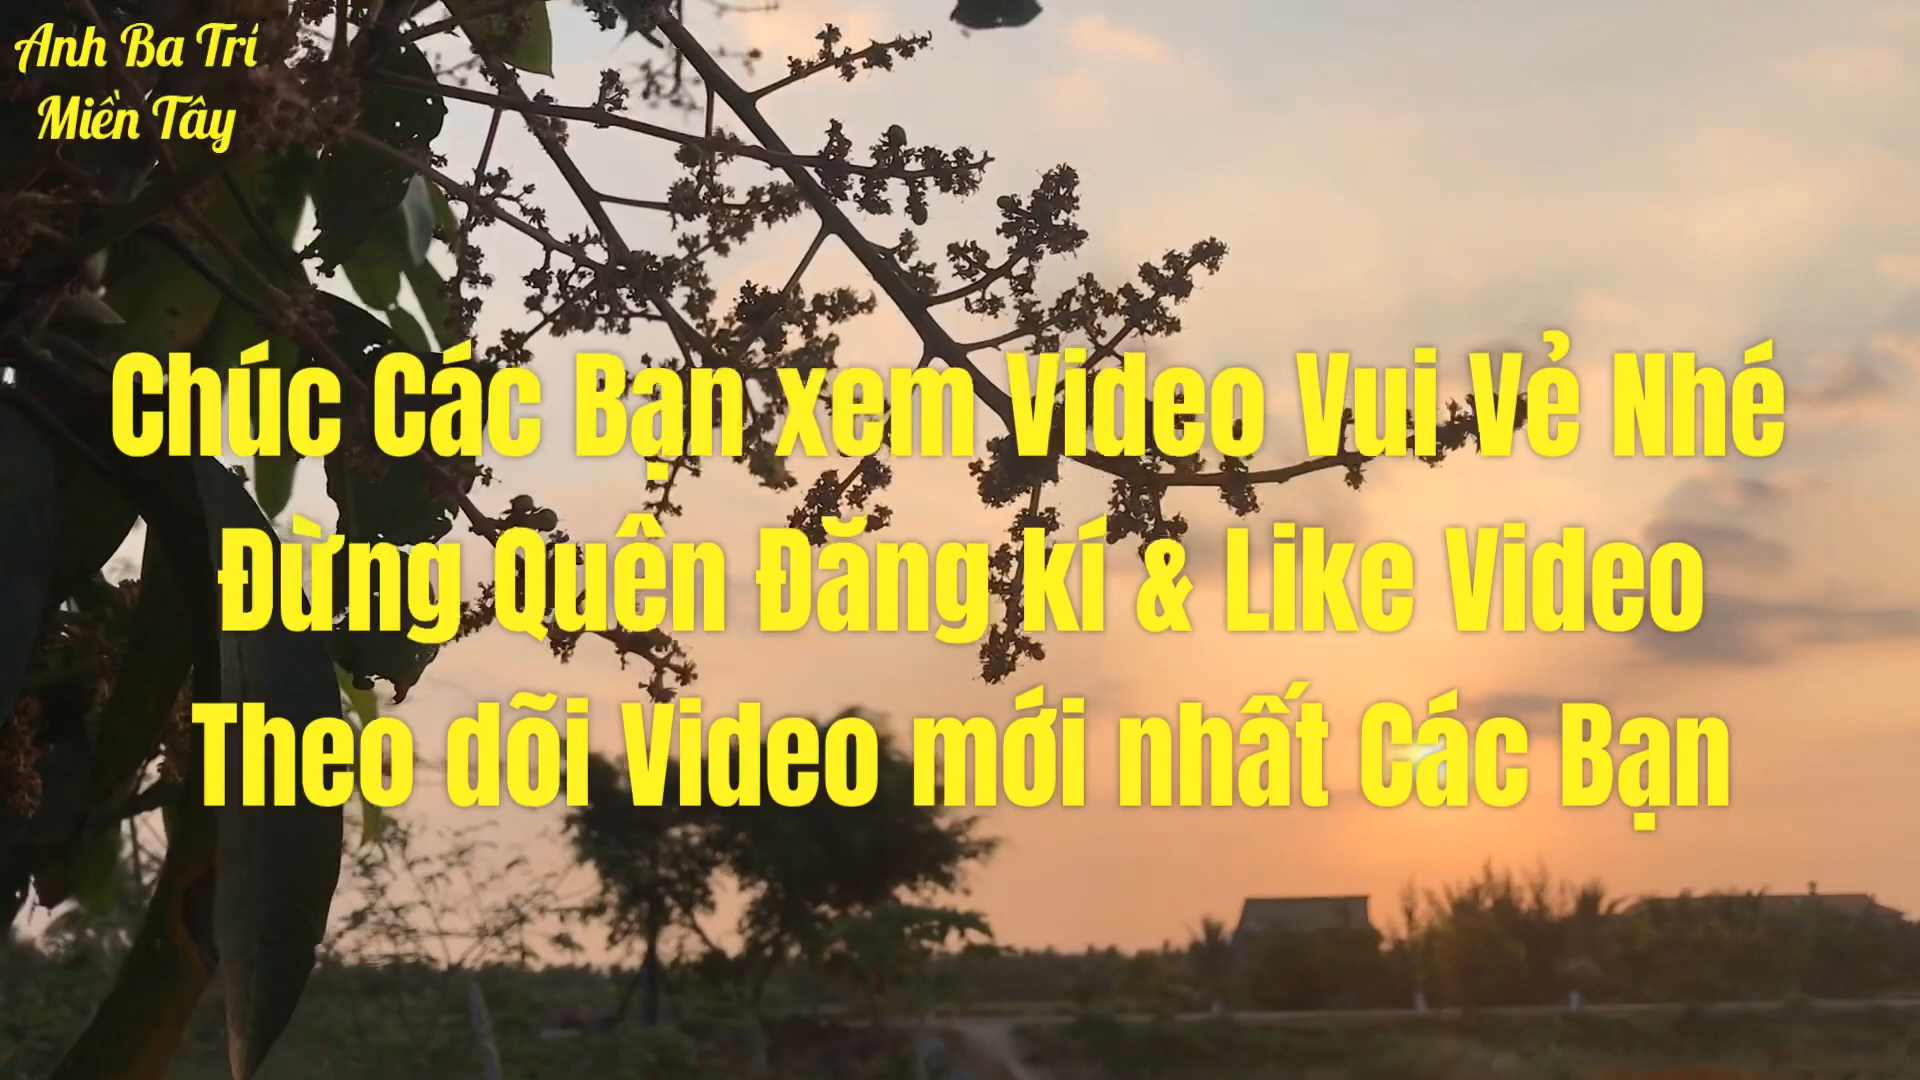 Anh Ba Trí
Miền Tây
Chúc Các Bạn xem Video Vui Vẻ Nhé
Đừng Quên Đăng kí & Like Video
Theo dõi Video mới nhất Các Bạn